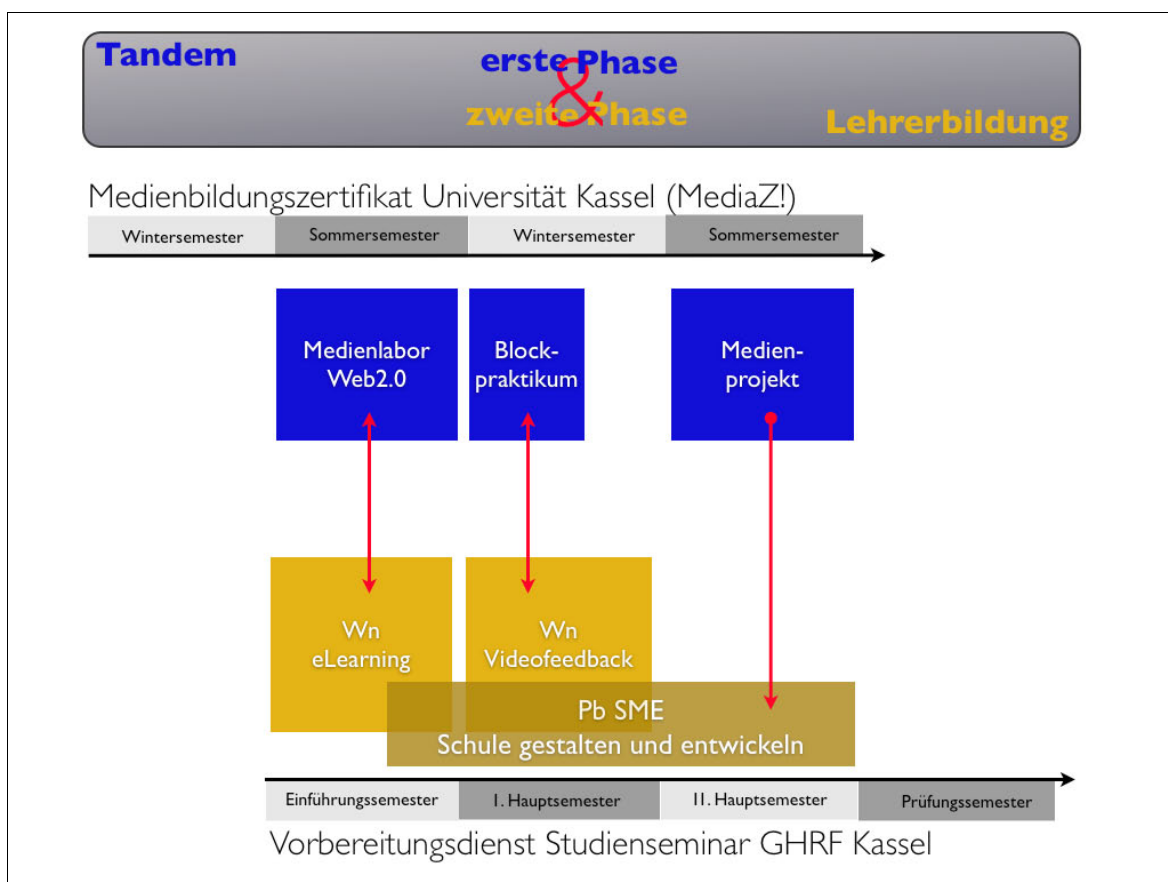 Tandem
erste Phase
&
zweite Phase
Lehrerbildung
Medienbildungszertifikat Universität Kassel (MediaZ!)
Wintersemester Sommersemester Wintersemester Sommersemester
Medienlabor
Web2.0
Block-
praktikum
Medien-
projekt
Wn
eLearning
Wn
Videofeedback
Pb SME
Schule gestalten und entwickeln
Einführungssemester I. Hauptsemester II. Hauptsemester Prüfungssemester
Vorbereitungsdienst Studienseminar GHRF Kassel